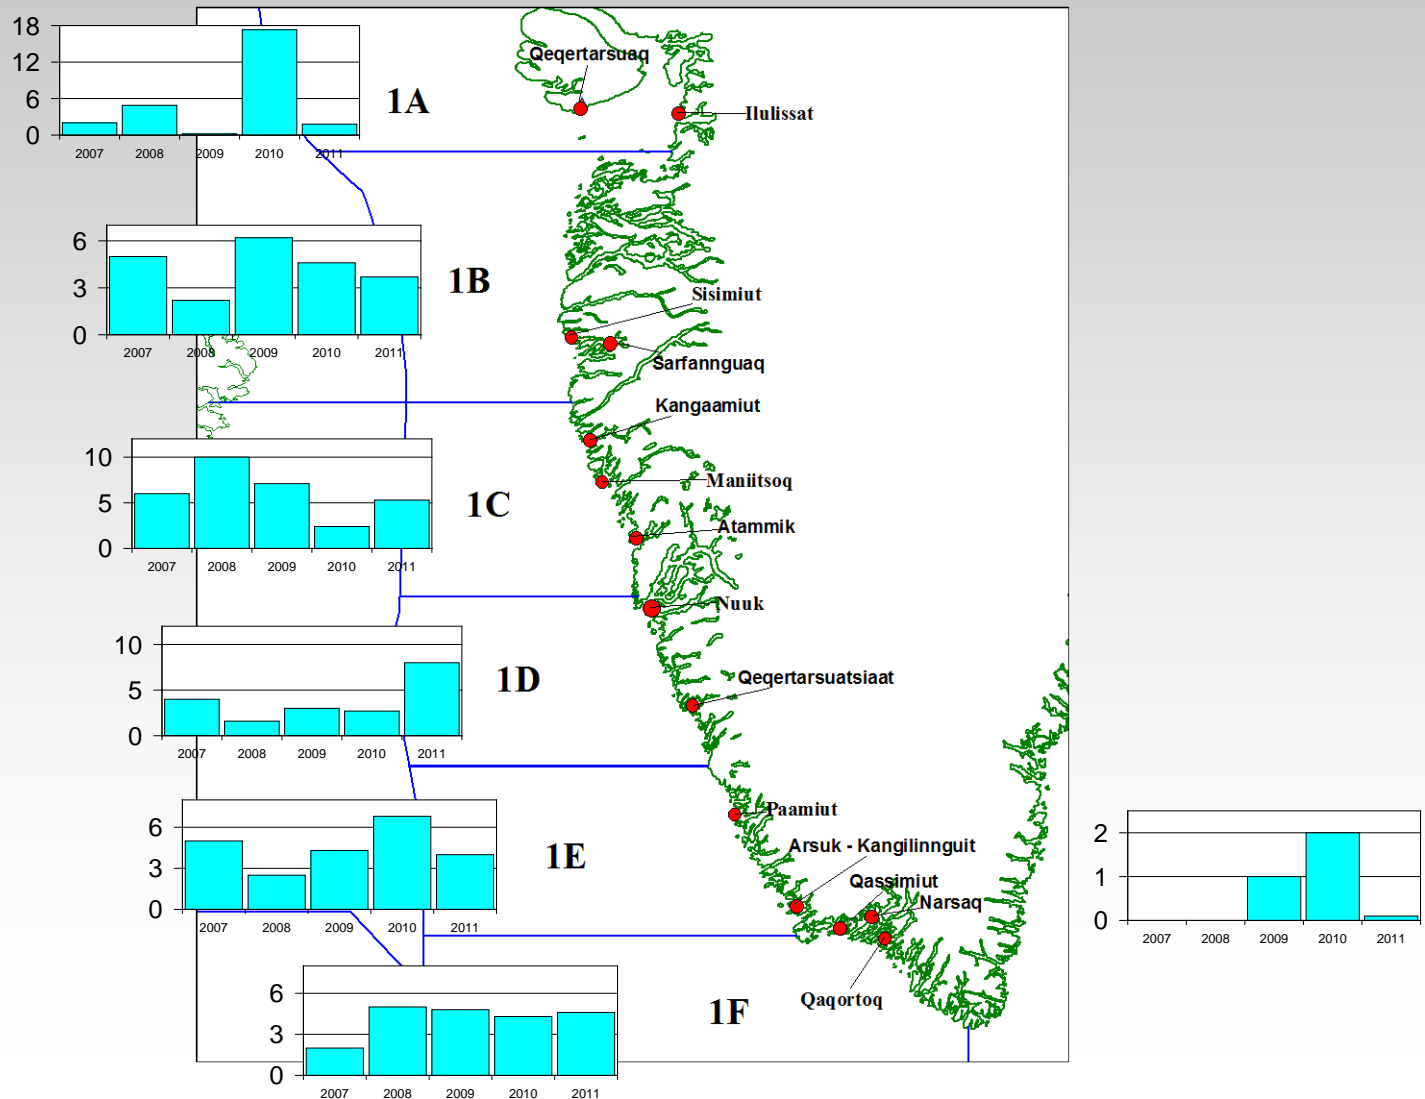 18
12
6
0
2007 2008 2009 2010 2011
1A
Qeqertarsuaq
Ilulissat
6
3
0
2007 2008 2009 2010 2011
1B
Sisimiut
Sarfannguaq
Kangaamiut
10
5
0
2007 2008 2009 2010 2011
1C
Maniitsoq
Atammik
Nuuk
10
5
0
2007 2008 2009 2010 2011
1D
Qeqertarsuatsiaat
6
3
0
2007 2008 2009 2010 2011
1E
Paamiut
Arsuk - Kangilinnguit
Qassimiut
Narsaq
Qaqortoq
2
1
0
2007 2008 2009 2010 2011
6
3
0
2007 2008 2009 2010 2011
1F